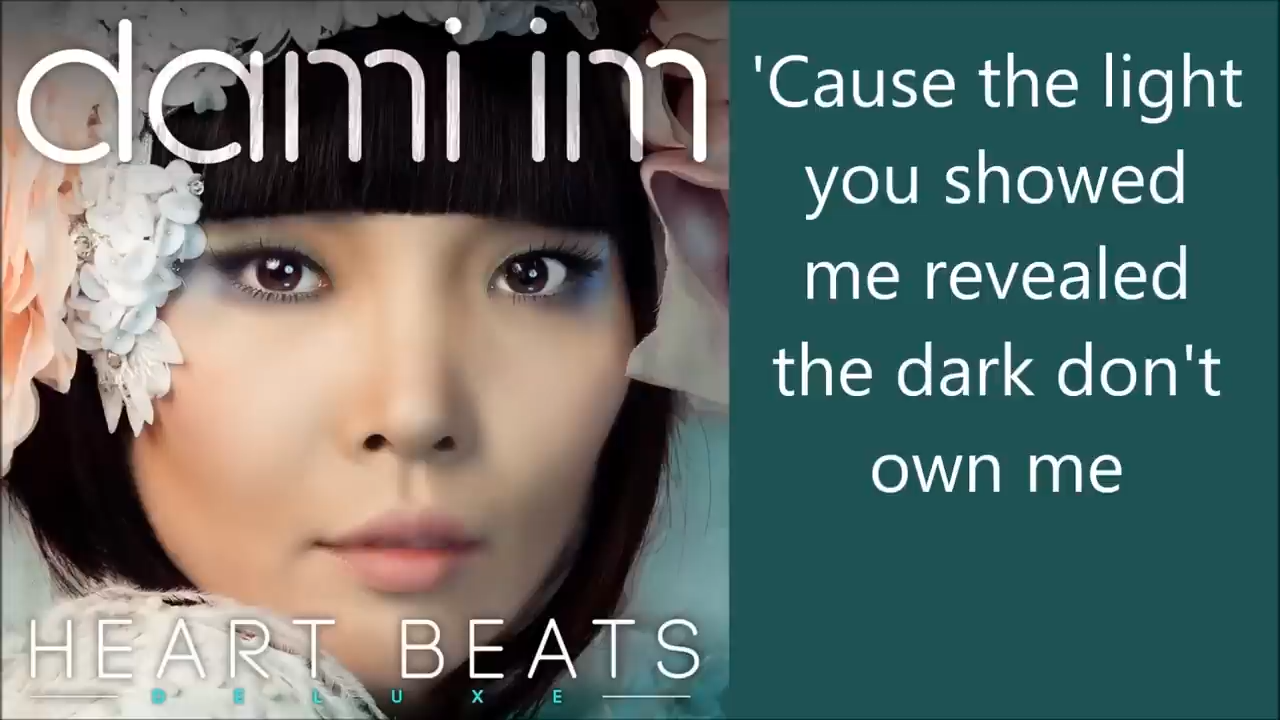 dami im
HEART BEATS
DELUXE
'Cause the light
you showed
me revealed
the dark don't
own me